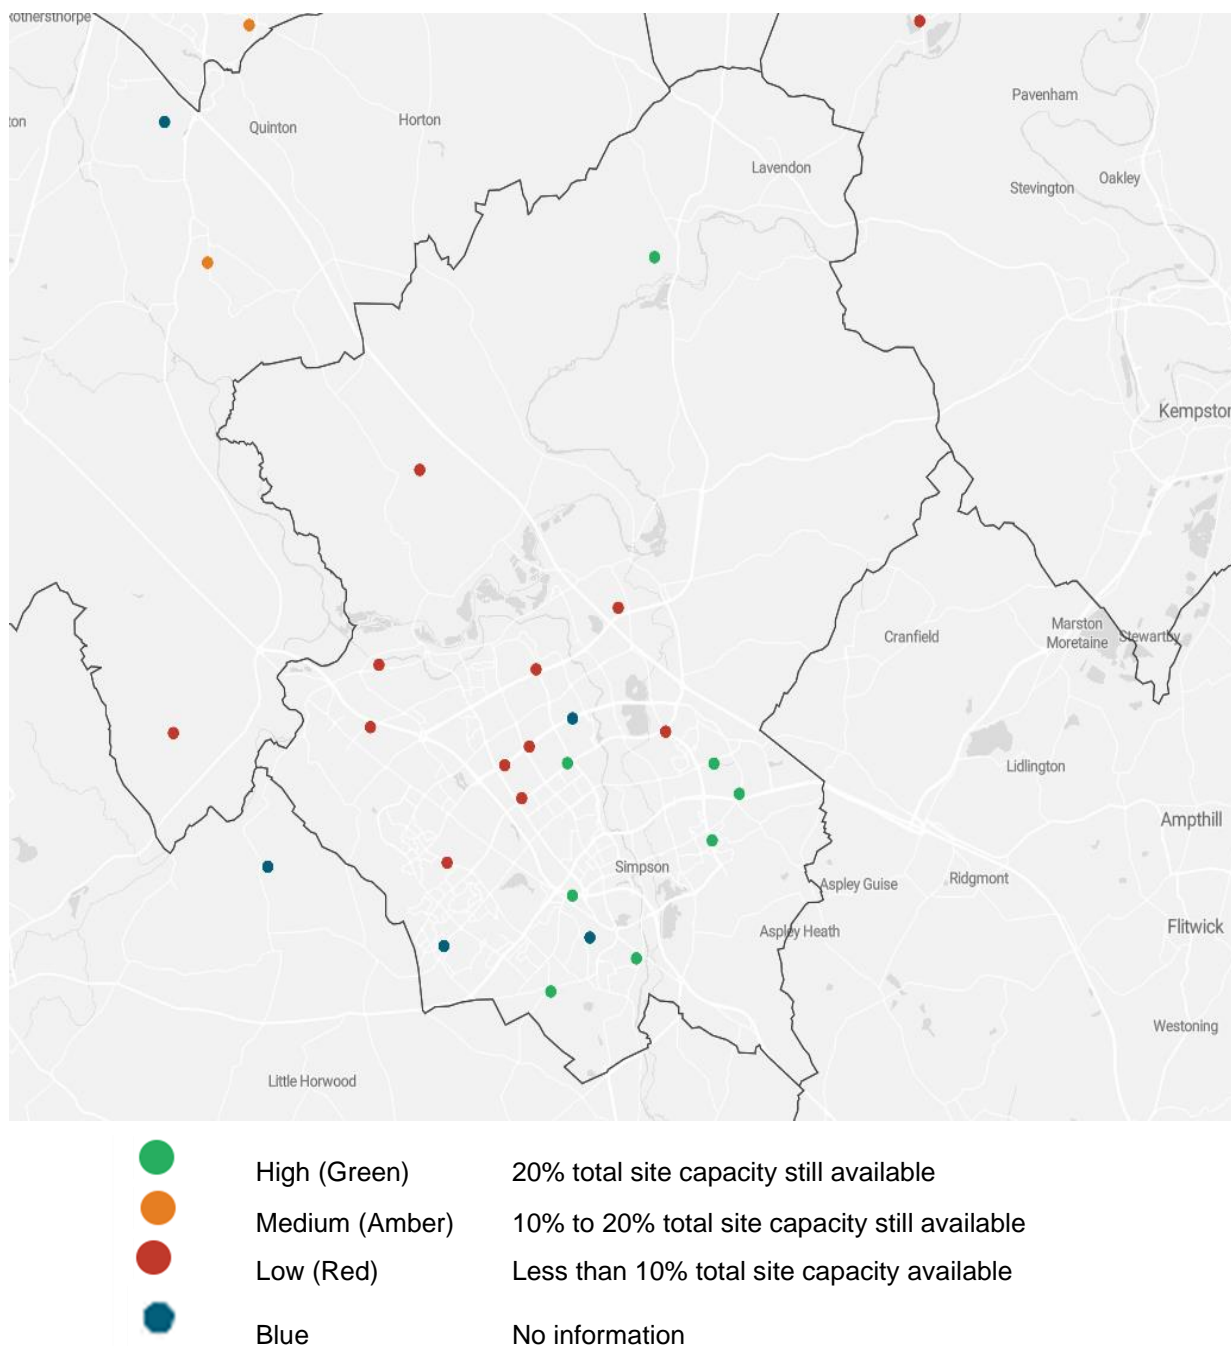 Quinton
Horton
Pavenham
Lavendon
Stevington
Oakley
Kempston
Cranfield
Marston
Moretaine
Stewartby
Lidlington
Ampthill
Simpson
Aspley Guise
Ridgmont
Aspley Heath
Flitwick
Westoning
Little Horwood
High (Green) 20% total site capacity still available
Medium (Amber) 10% to 20% total site capacity still available
Low (Red) Less than 10% total site capacity available
Blue No information